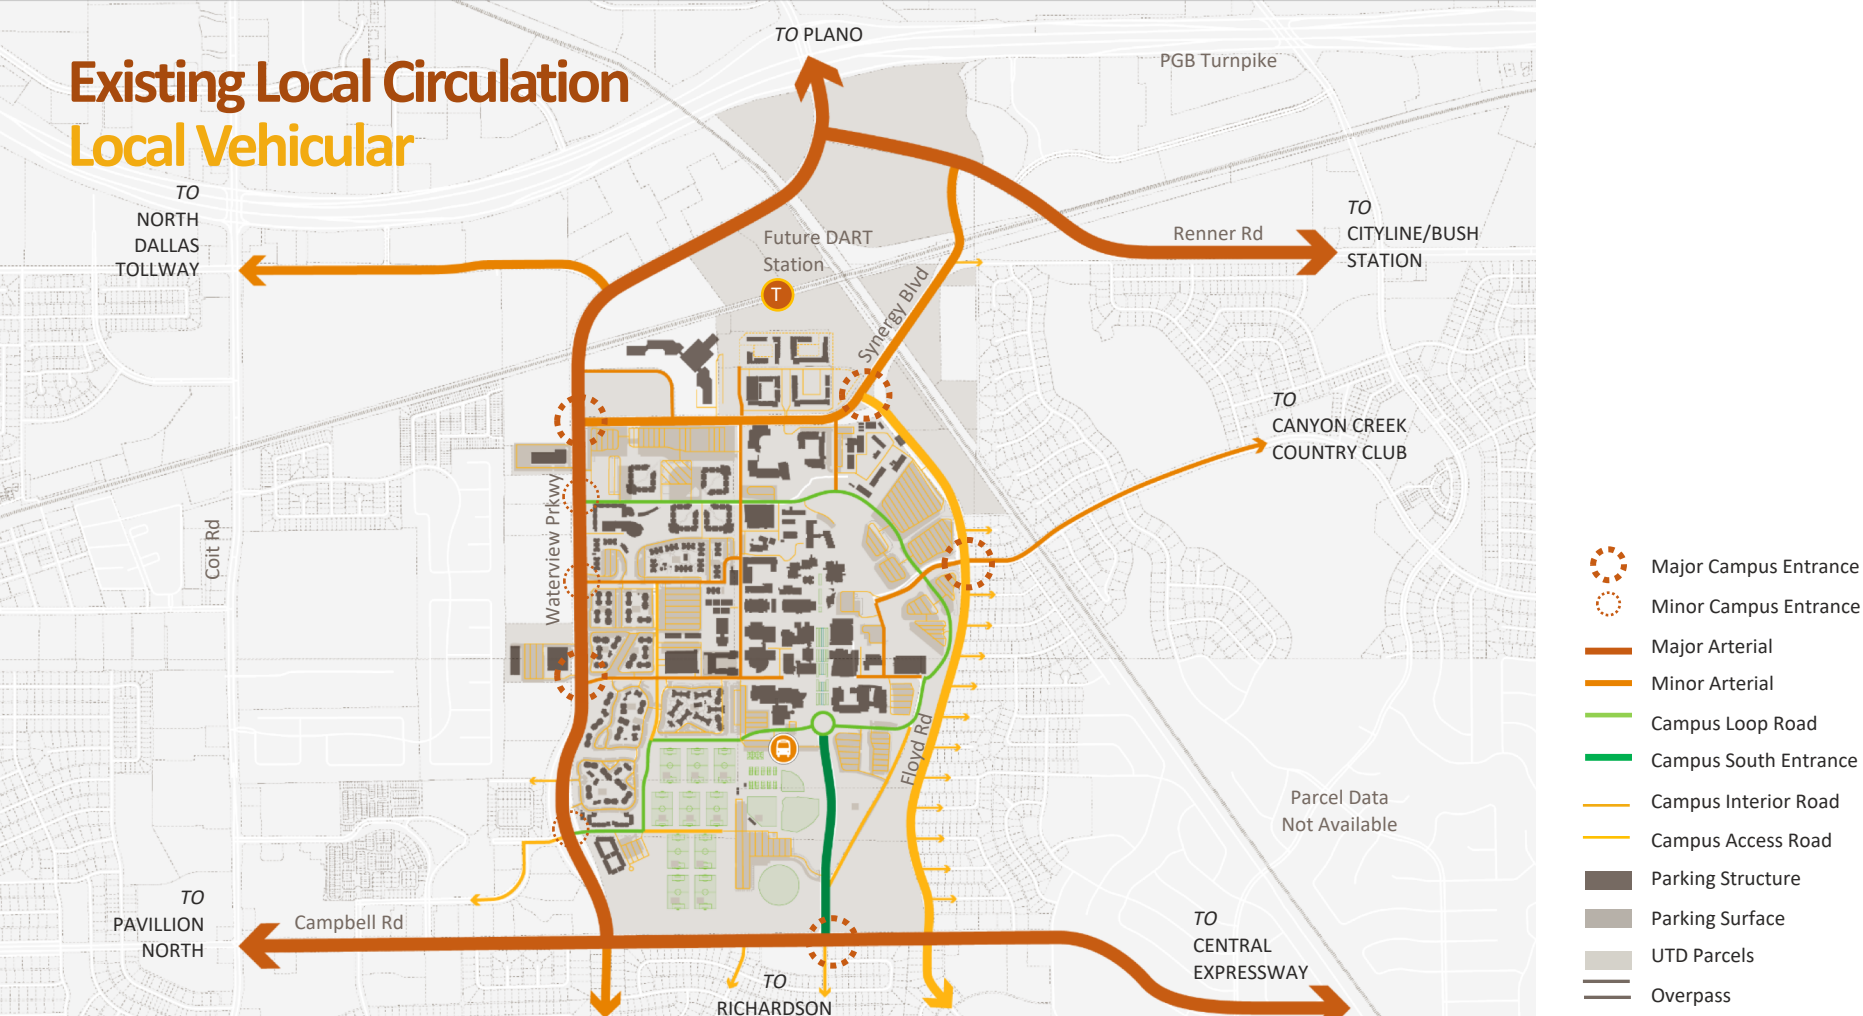 Existing Local Circulation
Local Vehicular
TO PLANO
PGB Turnpike
TO
NORTH
DALLAS
TOLLWAY
Future DART
Station
T
Synergy Blvd
Renner Rd
TO
CITYLINE/BUSH
STATION
TO
CANYON CREEK
COUNTRY CLUB
Coit Rd
Waterview Prkwy
Floyd Rd
Parcel Data
Not Available
TO
PAVILLION
NORTH
Campbell Rd
TO
RICHARDSON
TO
CENTRAL
EXPRESSWAY
Major Campus Entrance
Minor Campus Entrance
Major Arterial
Minor Arterial
Campus Loop Road
Campus South Entrance
Campus Interior Road
Campus Access Road
Parking Structure
Parking Surface
UTD Parcels
Overpass